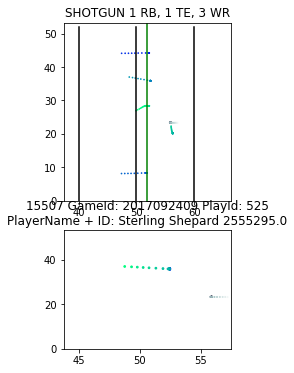 SHOTGUN 1 RB, 1 TE, 3 WR
50
40
30
20
10
0
40 50 60
15507 GameId: 2017092409 PlayId: 525
PlayerName + ID: Sterling Shepard 2555295.0
40
20
0
45 50 55